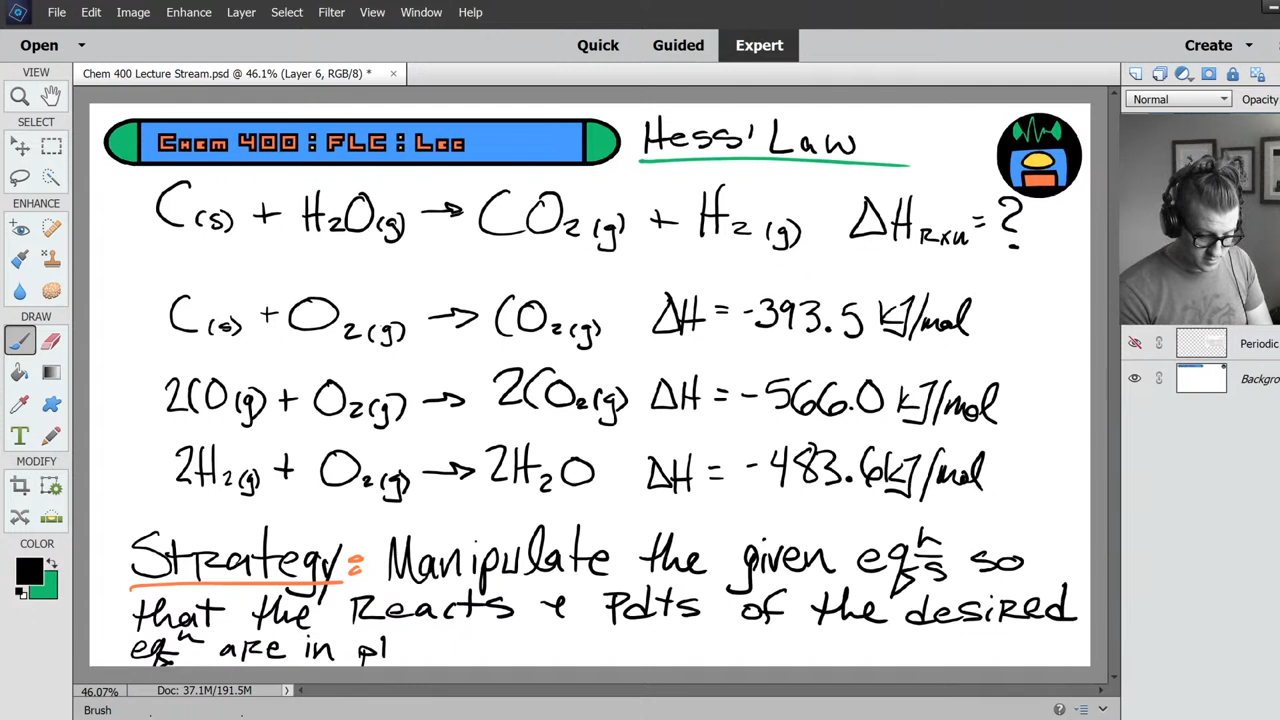 File Edit Image Enhance Layer Select Filter View Window Help
Open Quick Guided Expert Create
VIEW
Chem 400 Lecture Stream.psd @ 46.1% (Layer 6, RGB/8) * ×
Normal Opacity
SELECT
ENHANCE
DRAW
MODIFY
COLOR
Chem 400 : FLC : Lec Hess' Law
C(s) + H2O(g) → CO2(g) + H2(g) ΔHRxn = ?
C(s) + O2(g) → CO2(g) ΔH = -393.5 kJ/mol
2CO(g) + O2(g) → 2CO2(g) ΔH = -566.0 kJ/mol
2H2(g) + O2(g) → 2H2O ΔH = -483.6kJ/mol
Strategy: Manipulate the given eqns so
that the Reacts + Pdts of the desired
eqn are in pl
Periodic
Backgro
46.07% Doc: 37.1M/191.5M
Brush